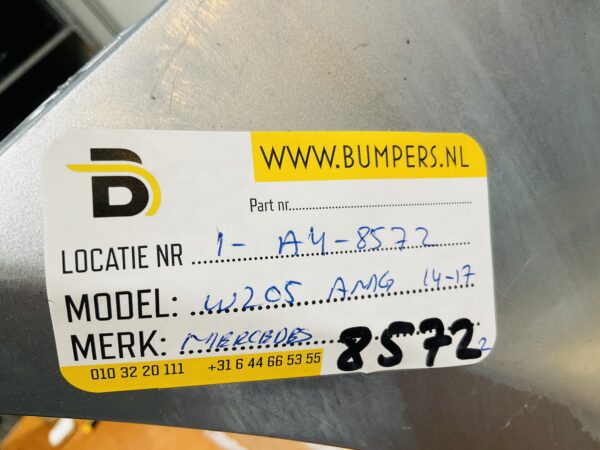 B
WWW.BUMPERS.NL
Part nr.
LOCATIE NR 1- A4-8572
MODEL: W205 AMG 14-17
MERK: MERCEDES 8572 2
010 32 20 111 +31 6 44 66 53 55